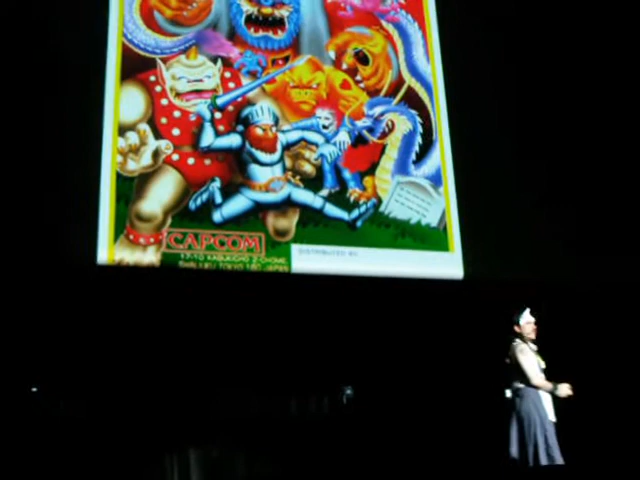 CAPCOM
17-10 KABUKICHO 2-CHOME,
SHINJUKU TOKYO 160 JAPAN
DISTRIBUTED BY: